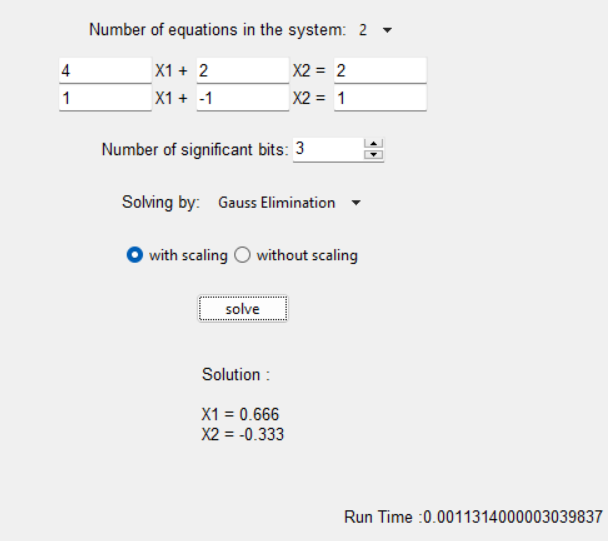 Number of equations in the system: 2
4 X1 + 2 X2 = 2
1 X1 + -1 X2 = 1
Number of significant bits: 3
Solving by: Gauss Elimination
with scaling without scaling
solve
Solution :
X1 = 0.666
X2 = -0.333
Run Time :0.0011314000003039837